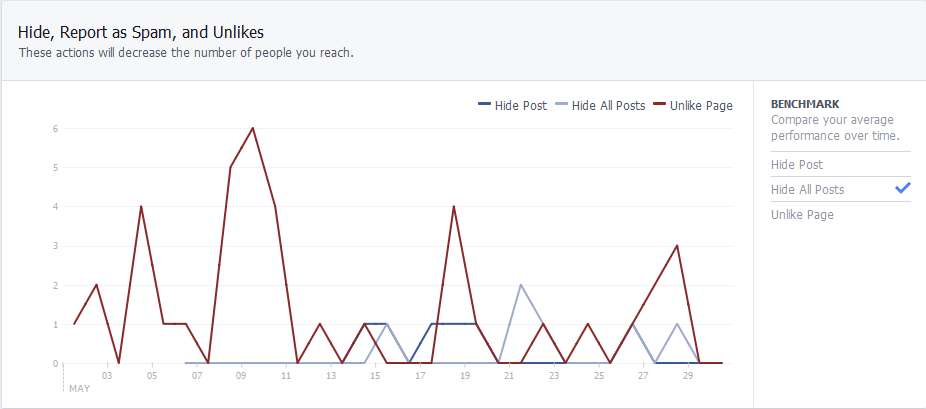 Hide, Report as Spam, and Unlikes
These actions will decrease the number of people you reach.
Hide Post Hide All Posts Unlike Page
6
5
4
3
2
1
0
03 05 07 09 11 13 15 17 19 21 23 25 27 29
MAY
BENCHMARK
Compare your average
performance over time.
Hide Post
Hide All Posts
Unlike Page